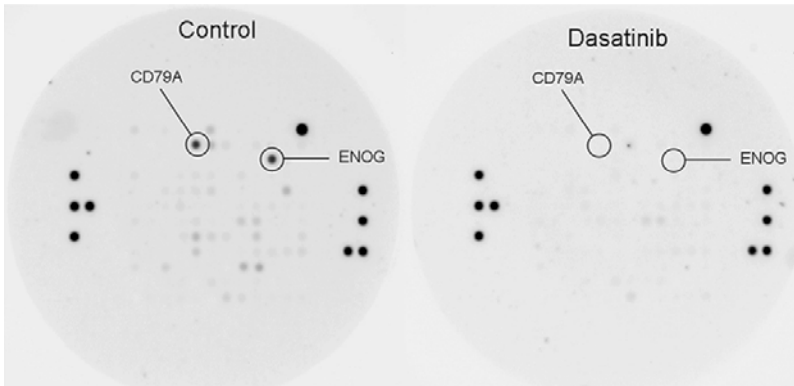 Control
CD79A
ENOG
Dasatinib
CD79A
ENOG